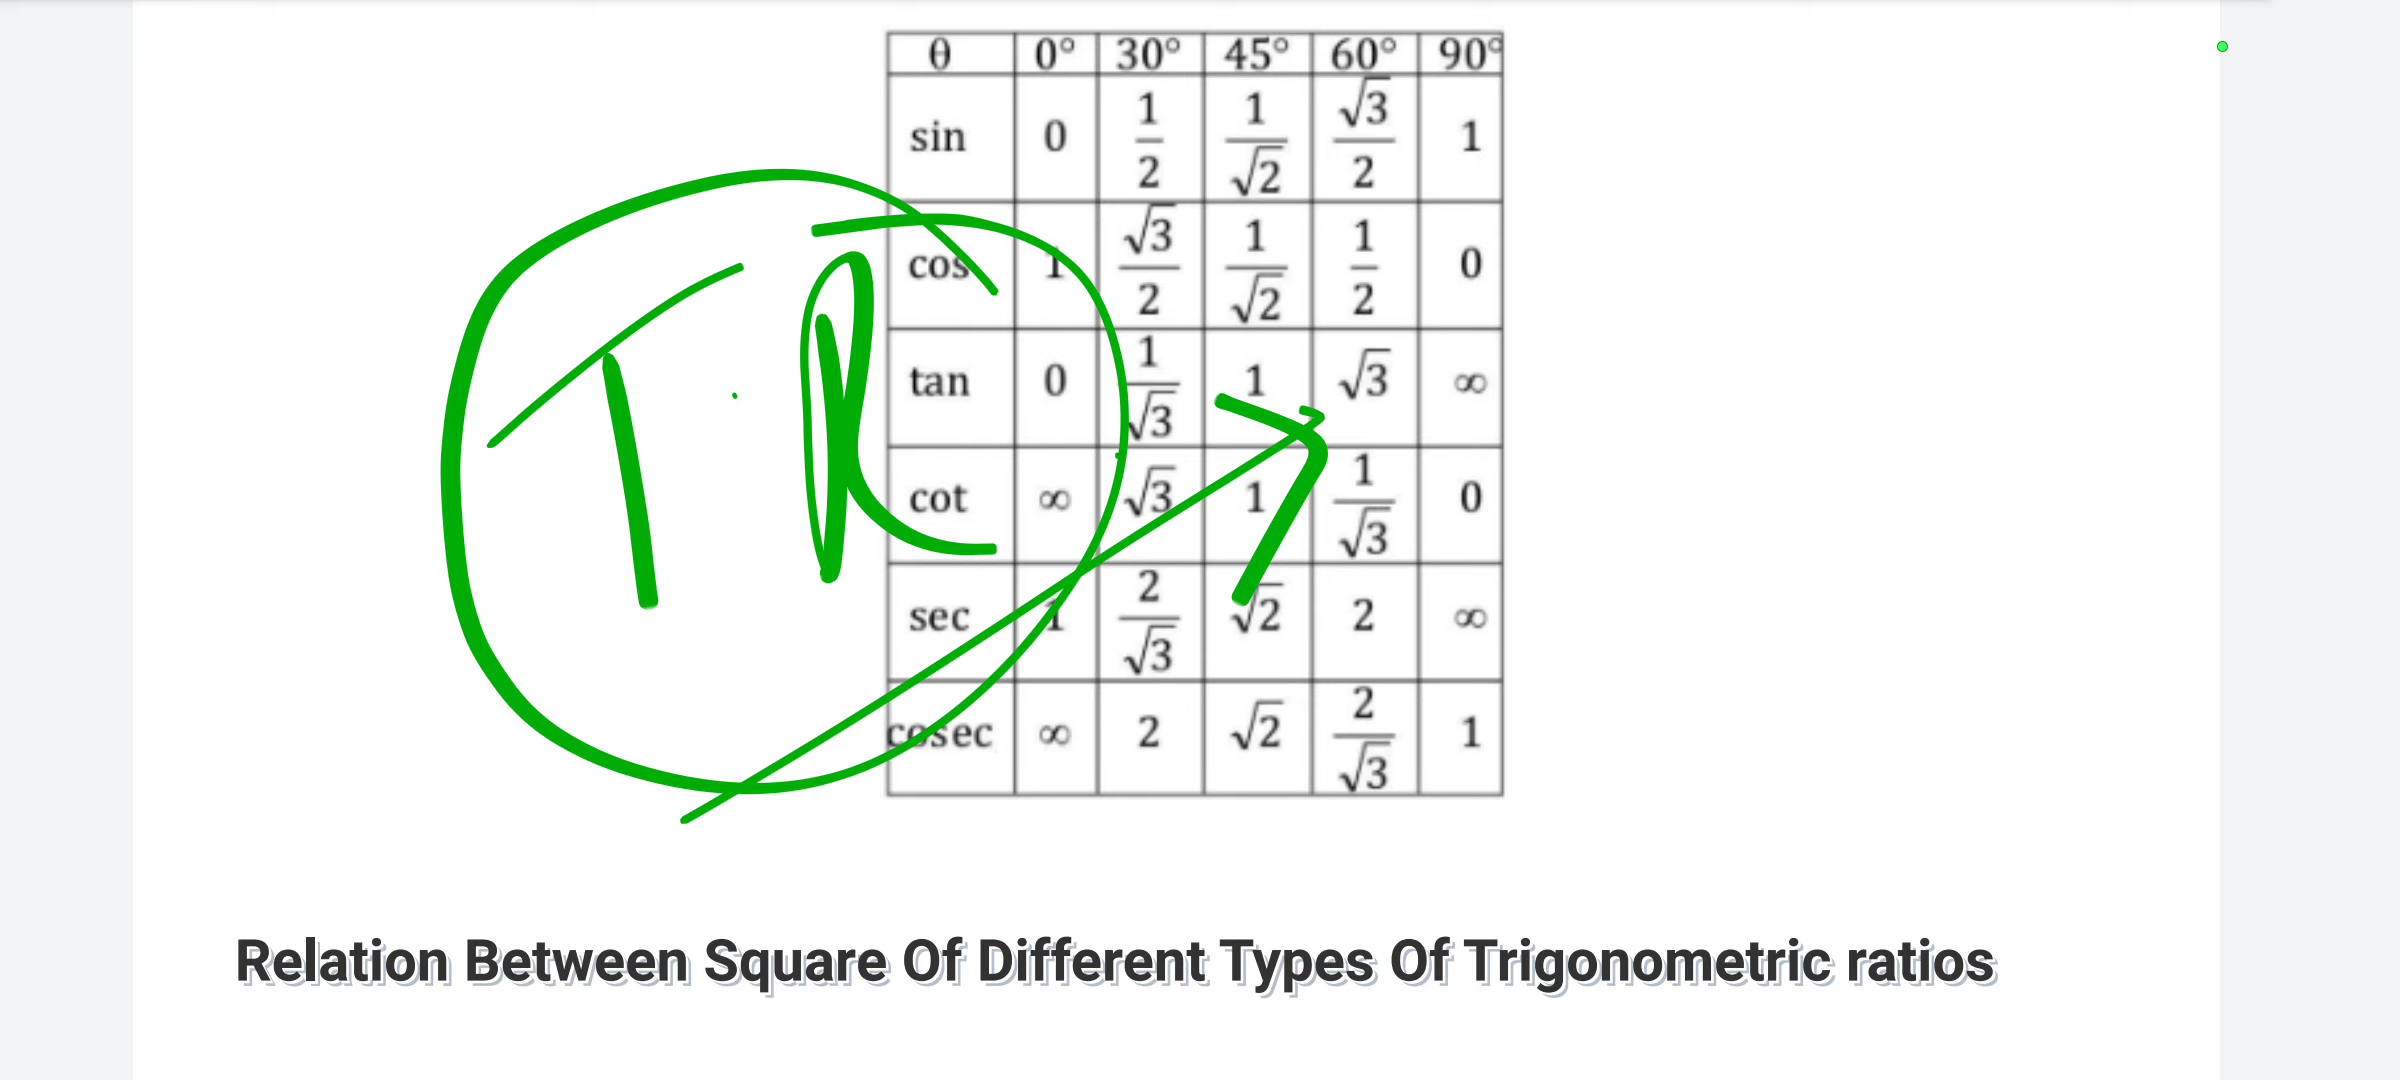 θ 0° 30° 45° 60° 90°
sin 0 1/2 1/√2 √3/2 1
cos 1 √3/2 1/√2 1/2 0
tan 0 1/√3 1 √3 ∞
cot ∞ √3 1 1/√3 0
sec 1 2/√3 √2 2 ∞
cosec ∞ 2 √2 2/√3 1
TR
Relation Between Square Of Different Types Of Trigonometric ratios